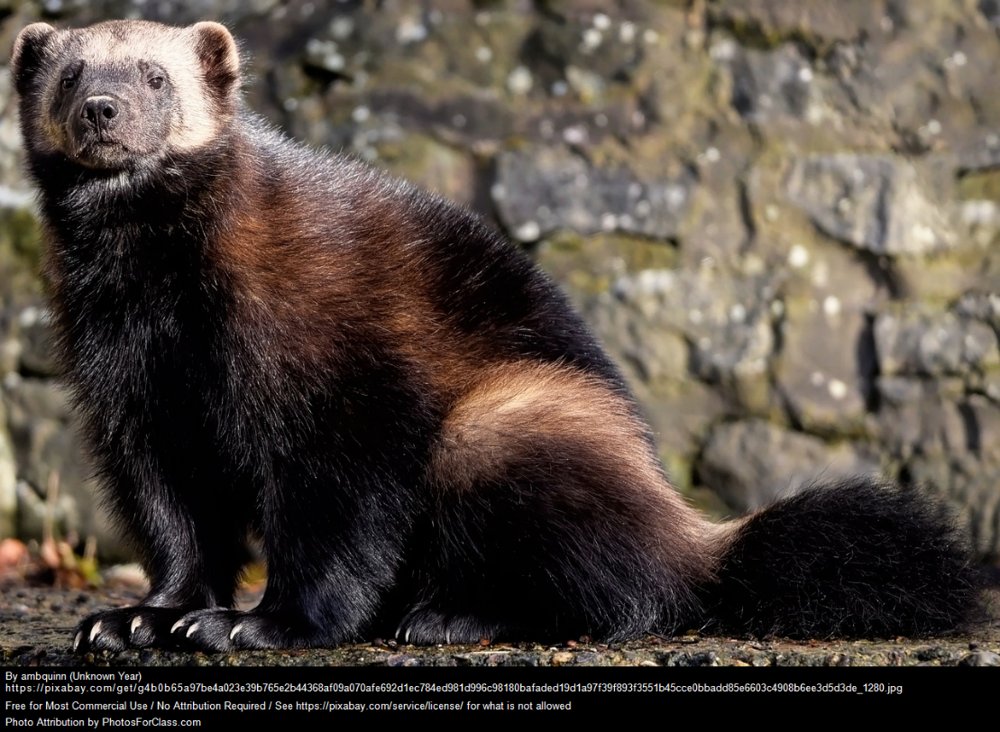 By ambquinn (Unknown Year)
https://pixabay.com/get/g4b0b65a97be4a023e39b765e2b44368af09a070afe692d1ec784ed981d996c98180bafaded19d1a97f39f893f3551b45cce0bbadd85e6603c4908b6ee3d5d3de_1280.jpg
Free for Most Commercial Use / No Attribution Required / See https://pixabay.com/service/license/ for what is not allowed
Photo Attribution by PhotosForClass.com